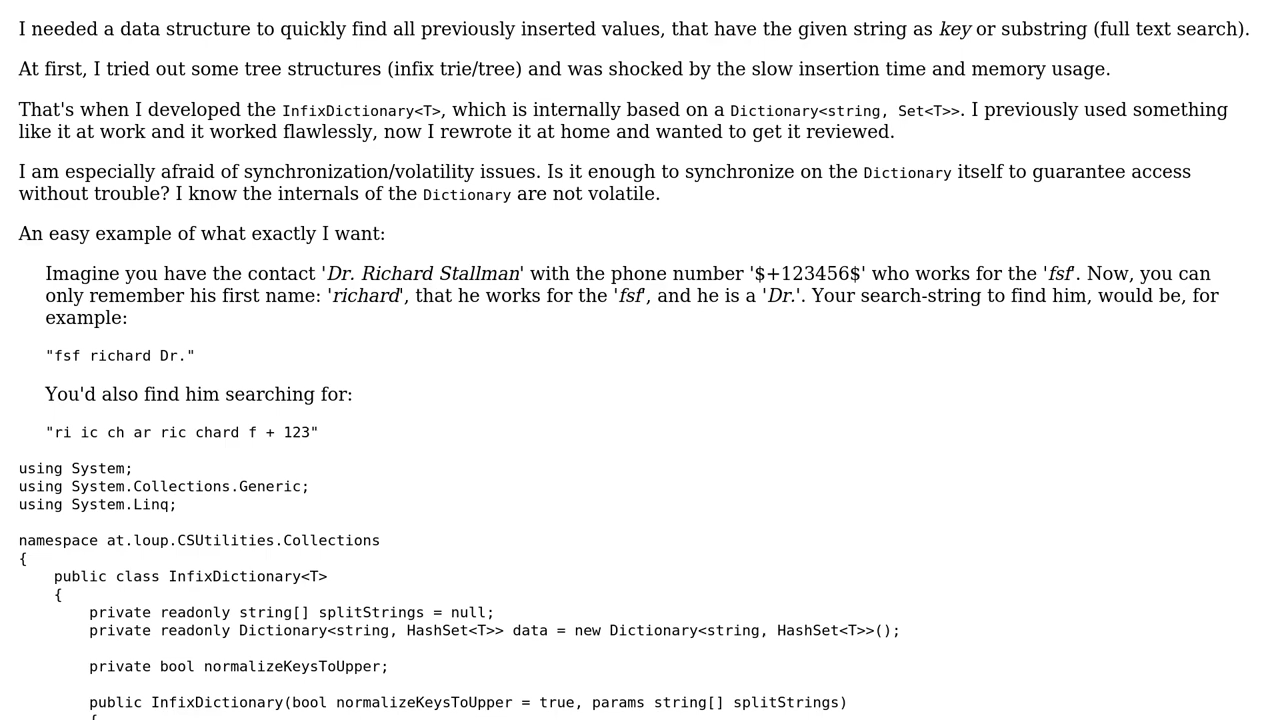 I needed a data structure to quickly find all previously inserted values, that have the given string as key or substring (full text search).
At first, I tried out some tree structures (infix trie/tree) and was shocked by the slow insertion time and memory usage.
That's when I developed the InfixDictionary<T>, which is internally based on a Dictionary<string, Set<T>>. I previously used something
like it at work and it worked flawlessly, now I rewrote it at home and wanted to get it reviewed.
I am especially afraid of synchronization/volatility issues. Is it enough to synchronize on the Dictionary itself to guarantee access
without trouble? I know the internals of the Dictionary are not volatile.
An easy example of what exactly I want:
Imagine you have the contact 'Dr. Richard Stallman' with the phone number '$+123456$' who works for the 'fsf'. Now, you can
only remember his first name: 'richard', that he works for the 'fsf', and he is a 'Dr.'. Your search-string to find him, would be, for
example:
"fsf richard Dr."
You'd also find him searching for:
"ri ic ch ar ric chard f + 123"
using System;
using System.Collections.Generic;
using System.Linq;
namespace at.loup.CSUtilities.Collections
{
    public class InfixDictionary<T>
    {
        private readonly string[] splitStrings = null;
        private readonly Dictionary<string, HashSet<T>> data = new Dictionary<string, HashSet<T>>();
        private bool normalizeKeysToUpper;
        public InfixDictionary(bool normalizeKeysToUpper = true, params string[] splitStrings)
        {